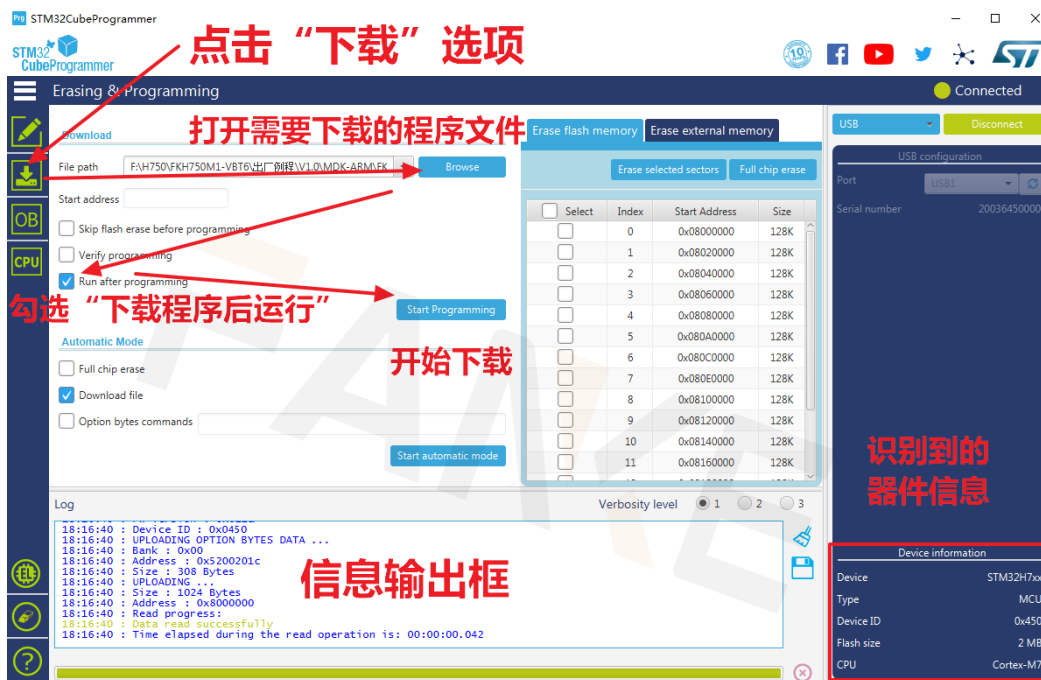 STM32CubeProgrammer
STM32
CubeProgrammer
点击“下载”选项
Erasing & Programming
Connected
Download
打开需要下载的程序文件
Erase flash memory
Erase external memory
USB
Disconnect
File path
F:\H750\FKH750M1-VBT6\出厂例程\V1.0\MDK-ARM\FK
Browse
Erase selected sectors
Full chip erase
USB configuration
Port
USB1
Serial number
20036450000
Start address
Skip flash erase before programming
Verify programming
Run after programming
勾选“下载程序后运行”
Start Programming
Automatic Mode
开始下载
Full chip erase
Download file
Option bytes commands
Start automatic mode
OB
CPU
Select Index Start Address Size
0 0x08000000 128K
1 0x08020000 128K
2 0x08040000 128K
3 0x08060000 128K
4 0x08080000 128K
5 0x080A0000 128K
6 0x080C0000 128K
7 0x080E0000 128K
8 0x08100000 128K
9 0x08120000 128K
10 0x08140000 128K
11 0x08160000 128K
识别到的
器件信息
Log
Verbosity level 1 2 3
18:16:40 : Device ID : 0x0450
18:16:40 : UPLOADING OPTION BYTES DATA ...
18:16:40 : Bank : 0x00
18:16:40 : Address : 0x5200201c
18:16:40 : Size : 308 Bytes
18:16:40 : UPLOADING ...
18:16:40 : Size : 1024 Bytes
18:16:40 : Address : 0x8000000
18:16:40 : Read progress:
18:16:40 : Data read successfully
18:16:40 : Time elapsed during the read operation is: 00:00:00.042
信息输出框
Device information
Device STM32H7xx
Type MCU
Device ID 0x450
Flash size 2 MB
CPU Cortex-M7
FANKE